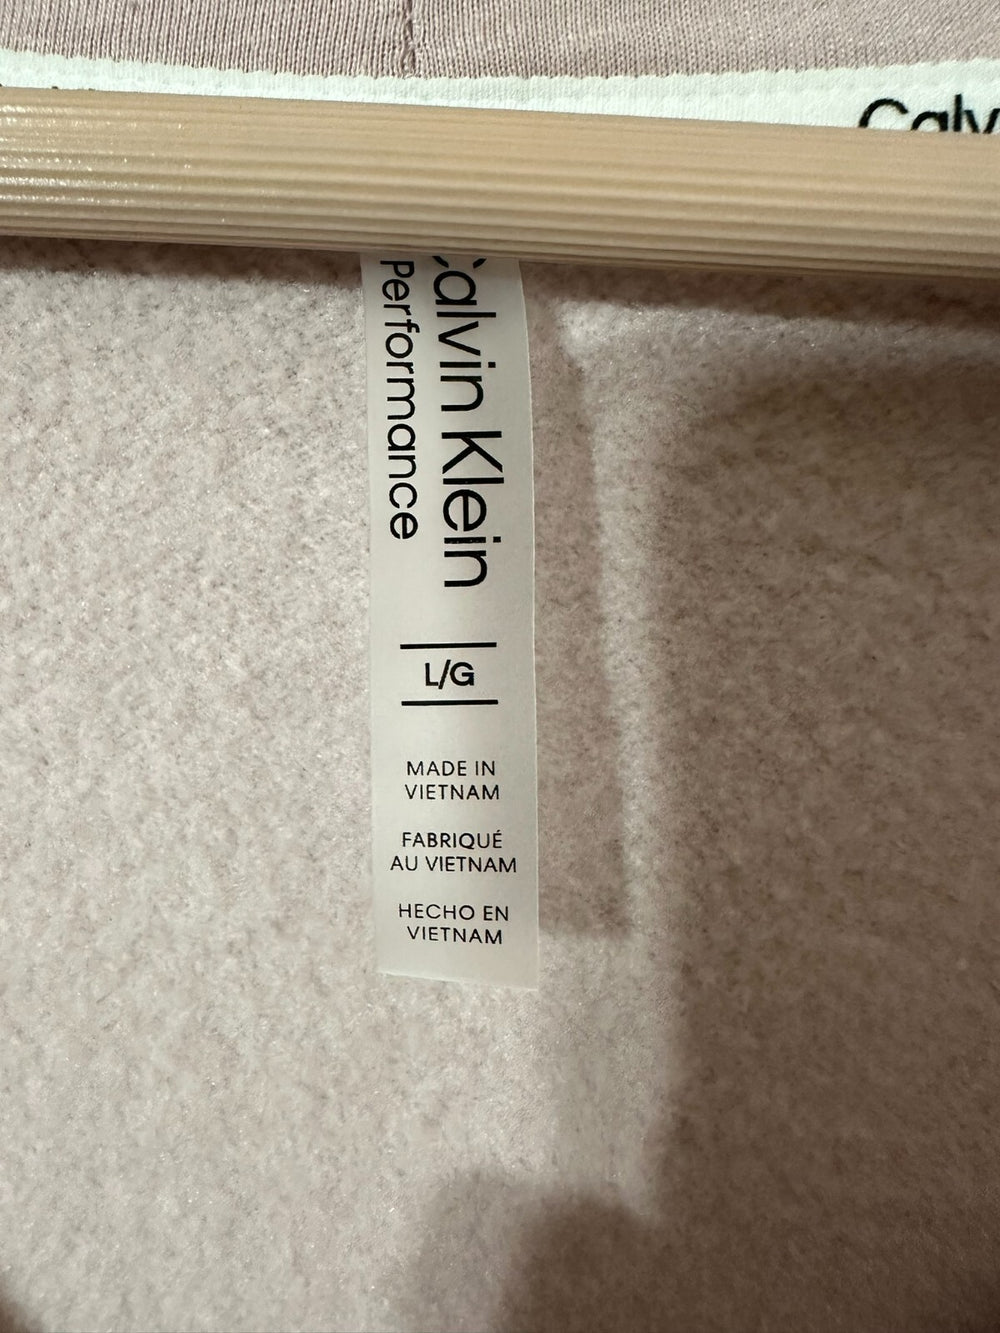 Calvin Klein
Performance
L/G
MADE IN
VIETNAM
FABRIQUÉ
AU VIETNAM
HECHO EN
VIETNAM